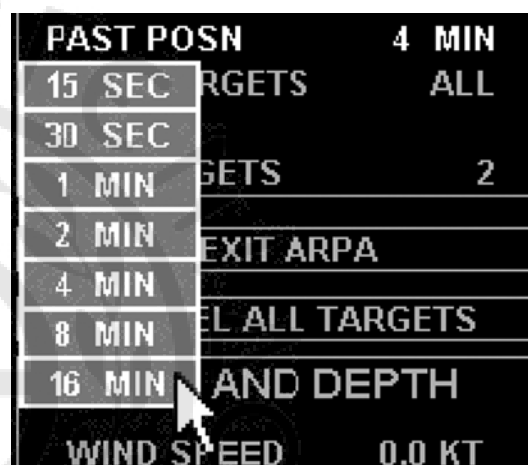 PAST POSN 4 MIN
15 SEC RGETS ALL
30 SEC
1 MIN GETS 2
2 MIN EXIT ARPA
4 MIN
8 MIN EL ALL TARGETS
16 MIN AND DEPTH
WIND SPEED 0.0 KT